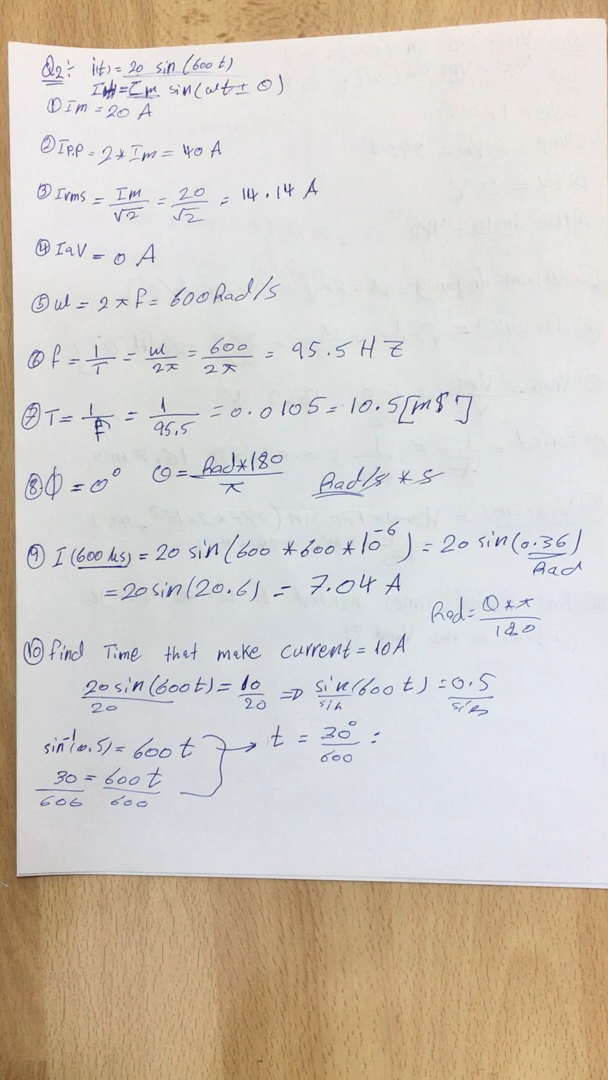 Q2:- i(t) = 20 sin(600t)
I(t) = Im sin(ωt ± θ)
① Im = 20 A
② IP.P = 2 * Im = 40 A
③ Irms = Im/√2 = 20/√2 = 14.14 A
④ Iav = 0 A
⑤ ω = 2πf = 600 Rad/s
⑥ f = 1/T = ω/2π = 600/2π = 95.5 HZ
⑦ T = 1/f = 1/95.5 = 0.0105 = 10.5 [ms]
⑧ Φ = 0° θ = Rad*180/π Rad/s * s
⑨ I(600 μs) = 20 sin(600 * 600 * 10^-6) = 20 sin(0.36) Rad
= 20 sin(20.6) = 7.04 A
Rad = θ*π/180
⑩ find Time that make current = 10A
20 sin(600t)/20 = 10/20 ⇒ sin(600 t)/sin = 0.5/sin
sin^-1(0.5) = 600 t → t = 30°/600 =
30/600 = 600t/600